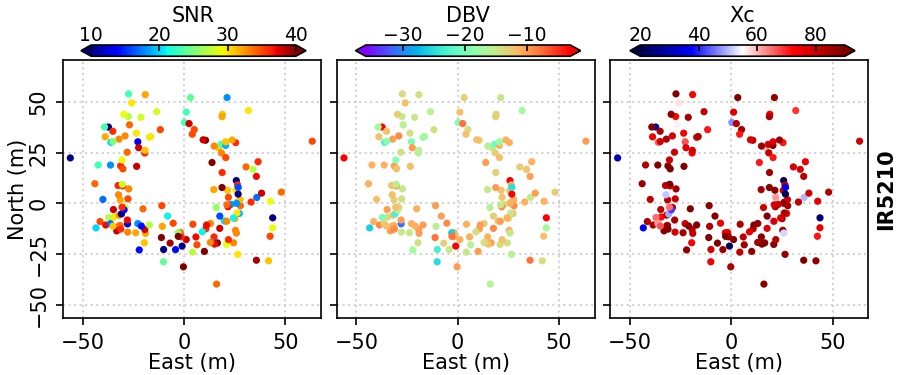 SNR DBV Xc
10 20 30 40 −30 −20 −10 20 40 60 80
50
25
0
−25
−50
North (m)
−50 0 50 −50 0 50 −50 0 50
East (m) East (m) East (m)
IR5210